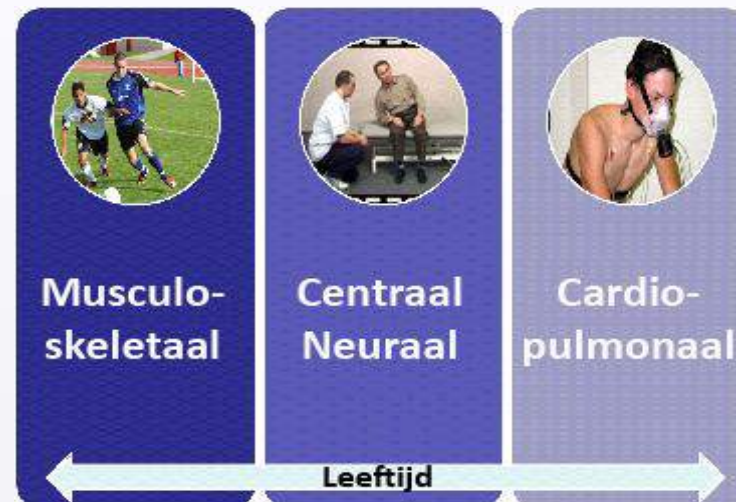 Musculo-
skeletaal
Centraal
Neuraal
Cardio-
pulmonaal
Leeftijd